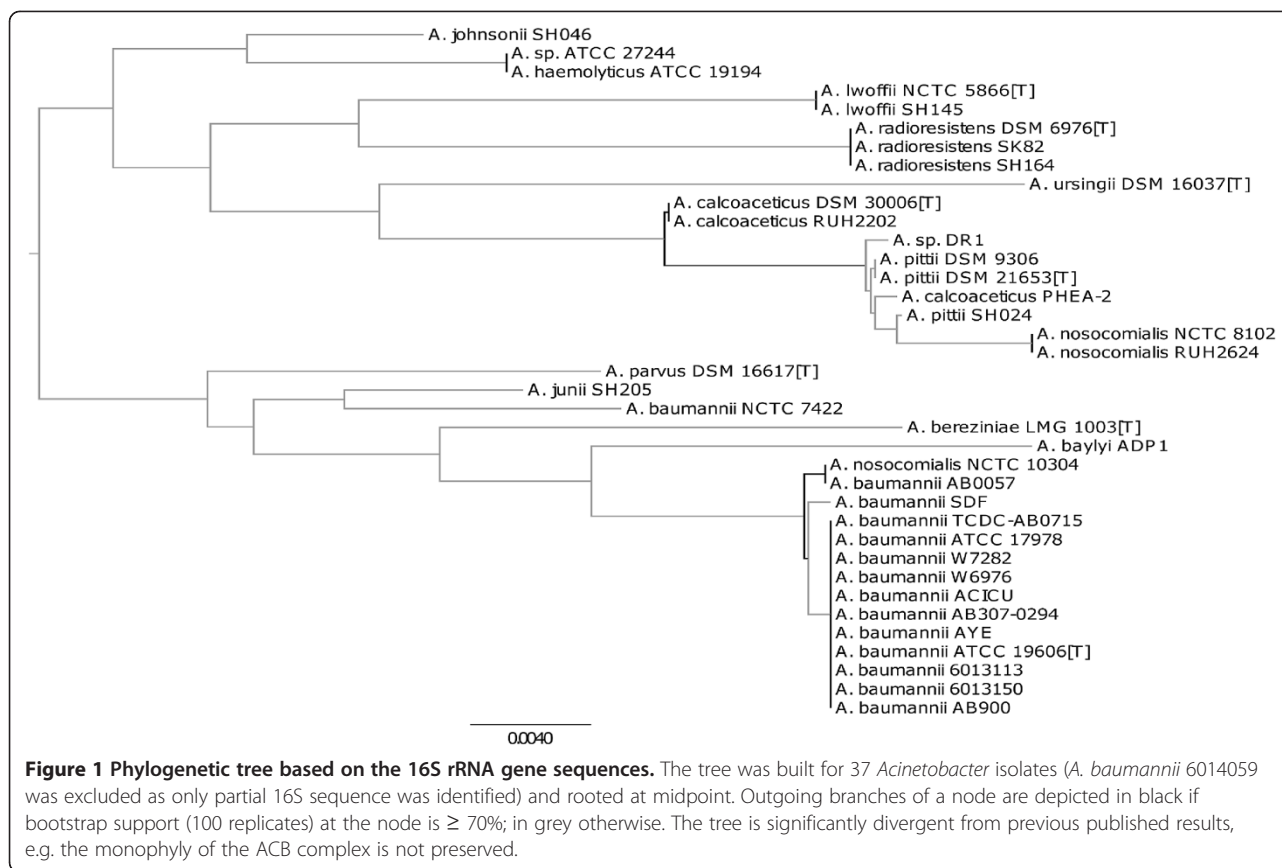 A. johnsonii SH046
A. sp. ATCC 27244
A. haemolyticus ATCC 19194
A. lwoffii NCTC 5866[T]
A. lwoffii SH145
A. radioresistens DSM 6976[T]
A. radioresistens SK82
A. radioresistens SH164
A. ursingii DSM 16037[T]
A. calcoaceticus DSM 30006[T]
A. calcoaceticus RUH2202
A. sp. DR1
A. pittii DSM 9306
A. pittii DSM 21653[T]
A. calcoaceticus PHEA-2
A. pittii SH024
A. nosocomialis NCTC 8102
A. nosocomialis RUH2624
A. parvus DSM 16617[T]
A. junii SH205
A. baumannii NCTC 7422
A. bereziniae LMG 1003[T]
A. baylyi ADP1
A. nosocomialis NCTC 10304
A. baumannii AB0057
A. baumannii SDF
A. baumannii TCDC-AB0715
A. baumannii ATCC 17978
A. baumannii W7282
A. baumannii W6976
A. baumannii ACICU
A. baumannii AB307-0294
A. baumannii AYE
A. baumannii ATCC 19606[T]
A. baumannii 6013113
A. baumannii 6013150
A. baumannii AB900
0.0040
Figure 1 Phylogenetic tree based on the 16S rRNA gene sequences. The tree was built for 37 Acinetobacter isolates (A. baumannii 6014059
was excluded as only partial 16S sequence was identified) and rooted at midpoint. Outgoing branches of a node are depicted in black if
bootstrap support (100 replicates) at the node is ≥ 70%; in grey otherwise. The tree is significantly divergent from previous published results,
e.g. the monophyly of the ACB complex is not preserved.